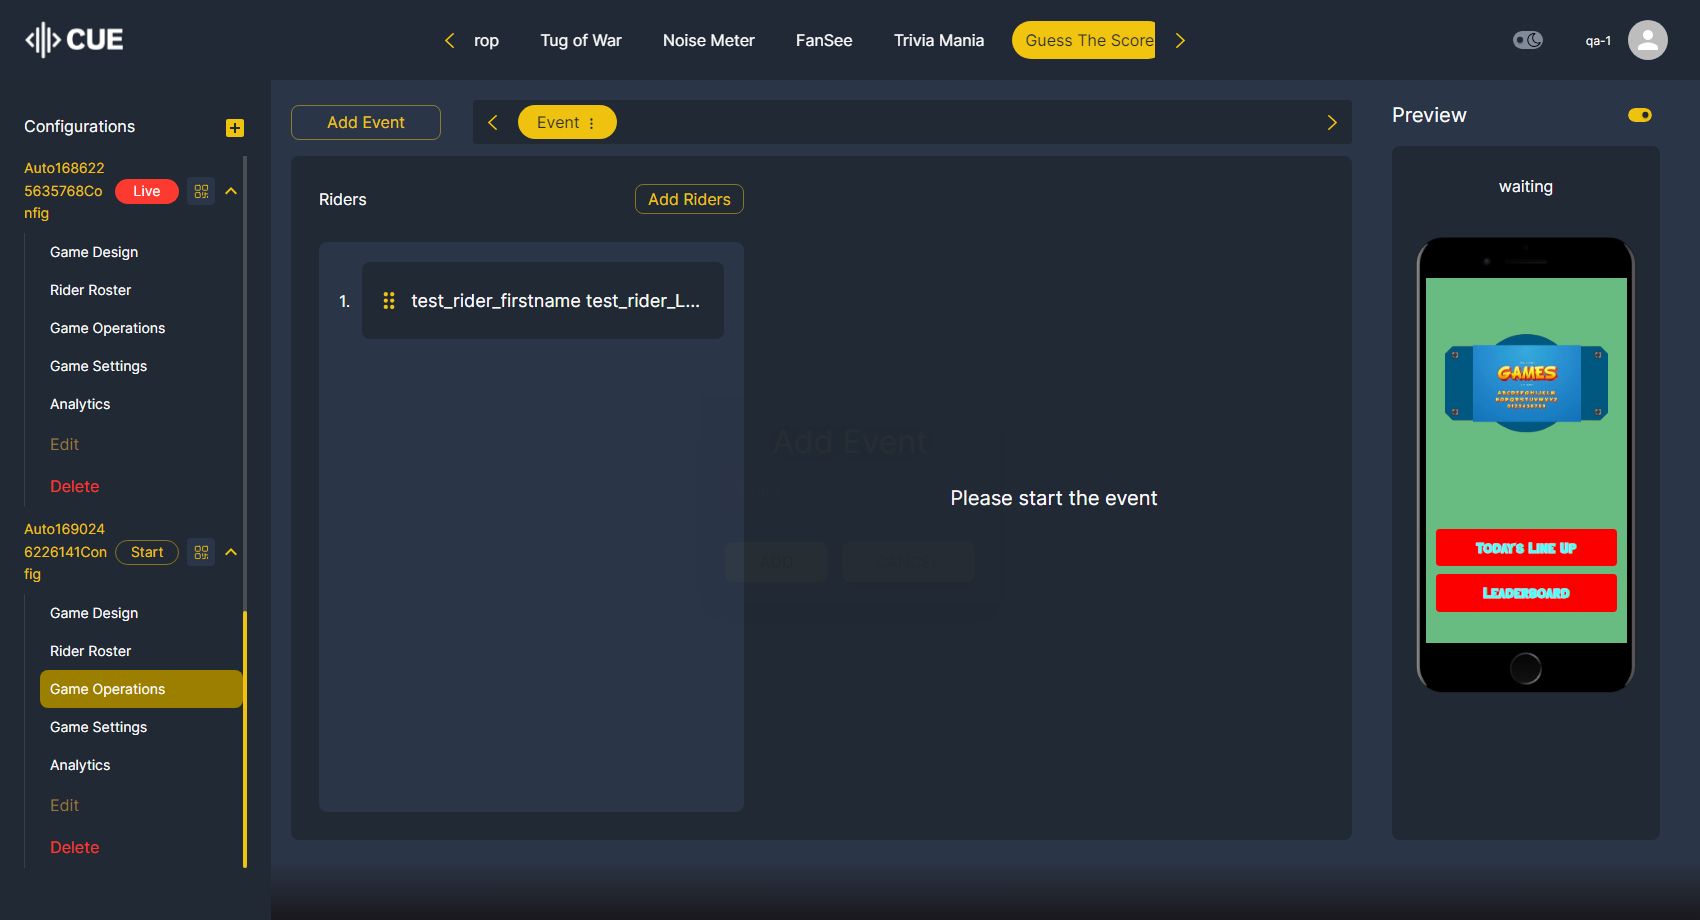 CUE
rop
Tug of War
Noise Meter
FanSee
Trivia Mania
Guess The Score
qa-1
Configurations
Auto168622
5635768Co
nfig
Live
Game Design
Rider Roster
Game Operations
Game Settings
Analytics
Edit
Delete
Auto169024
6226141Con
fig
Start
Game Design
Rider Roster
Game Operations
Game Settings
Analytics
Edit
Delete
Add Event
Event
Riders
Add Riders
1.
test_rider_firstname test_rider_L...
Add Event
Please start the event
Preview
waiting
GAMES
ABCDEFGHIJKLM
NOPQRSTUVWXYZ
0123456789
Today's Line Up
Leaderboard